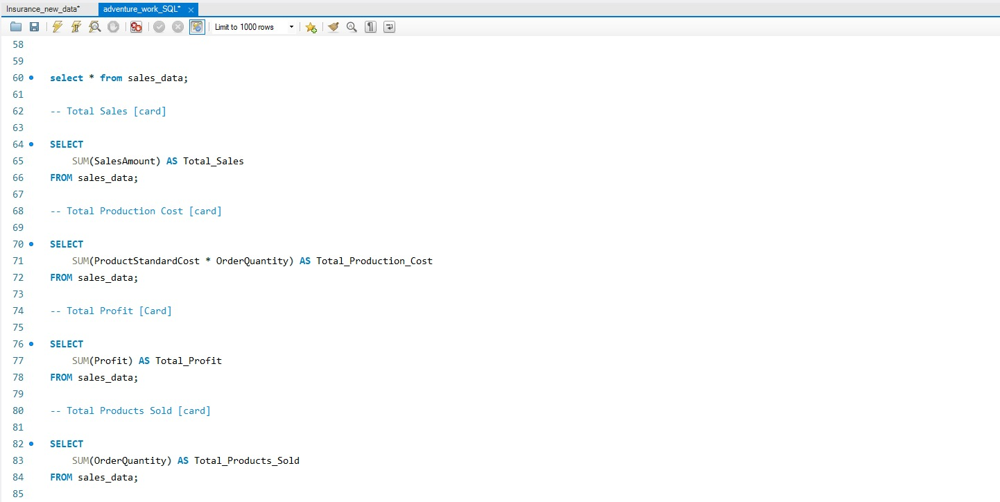 Insurance_new_data* adventure_work_SQL*
Limit to 1000 rows
58
59
60 select * from sales_data;
61
62 -- Total Sales [card]
63
64 SELECT
65 SUM(SalesAmount) AS Total_Sales
66 FROM sales_data;
67
68 -- Total Production Cost [card]
69
70 SELECT
71 SUM(ProductStandardCost * OrderQuantity) AS Total_Production_Cost
72 FROM sales_data;
73
74 -- Total Profit [Card]
75
76 SELECT
77 SUM(Profit) AS Total_Profit
78 FROM sales_data;
79
80 -- Total Products Sold [card]
81
82 SELECT
83 SUM(OrderQuantity) AS Total_Products_Sold
84 FROM sales_data;
85